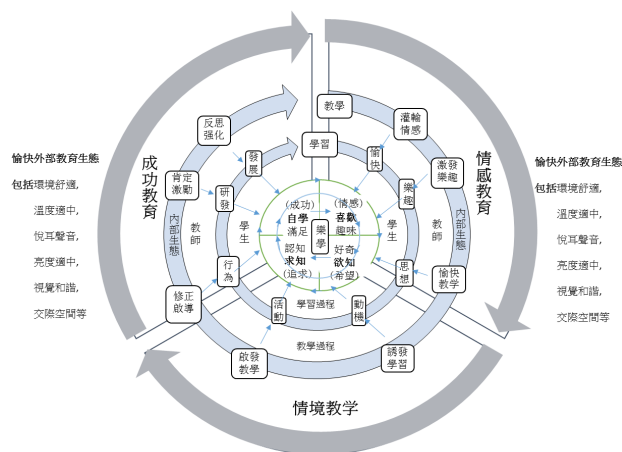 愉快外部教育生態
包括環境舒適,
溫度適中,
悅耳聲音,
亮度適中,
視覺和諧,
交際空間等
成功教育
情感教育
情境教学
愉快外部教育生態
包括環境舒適,
溫度適中,
悅耳聲音,
亮度適中,
視覺和諧,
交際空間等
教學
灌輸
情感
激發
樂趣
愉快
教学
誘發
學習
啟發
教學
修正
啟導
肯定
激勵
反思
强化
內部生態
教師
學生
學生
教師
內部生態
學習
愉快
樂趣
思想
動機
活動
行為
研發
發展
學習過程
教學過程
(成功)
自學
滿足
(情感)
喜歡
趣味
樂學
認知
求知
(追求)
好奇
欲知
(希望)